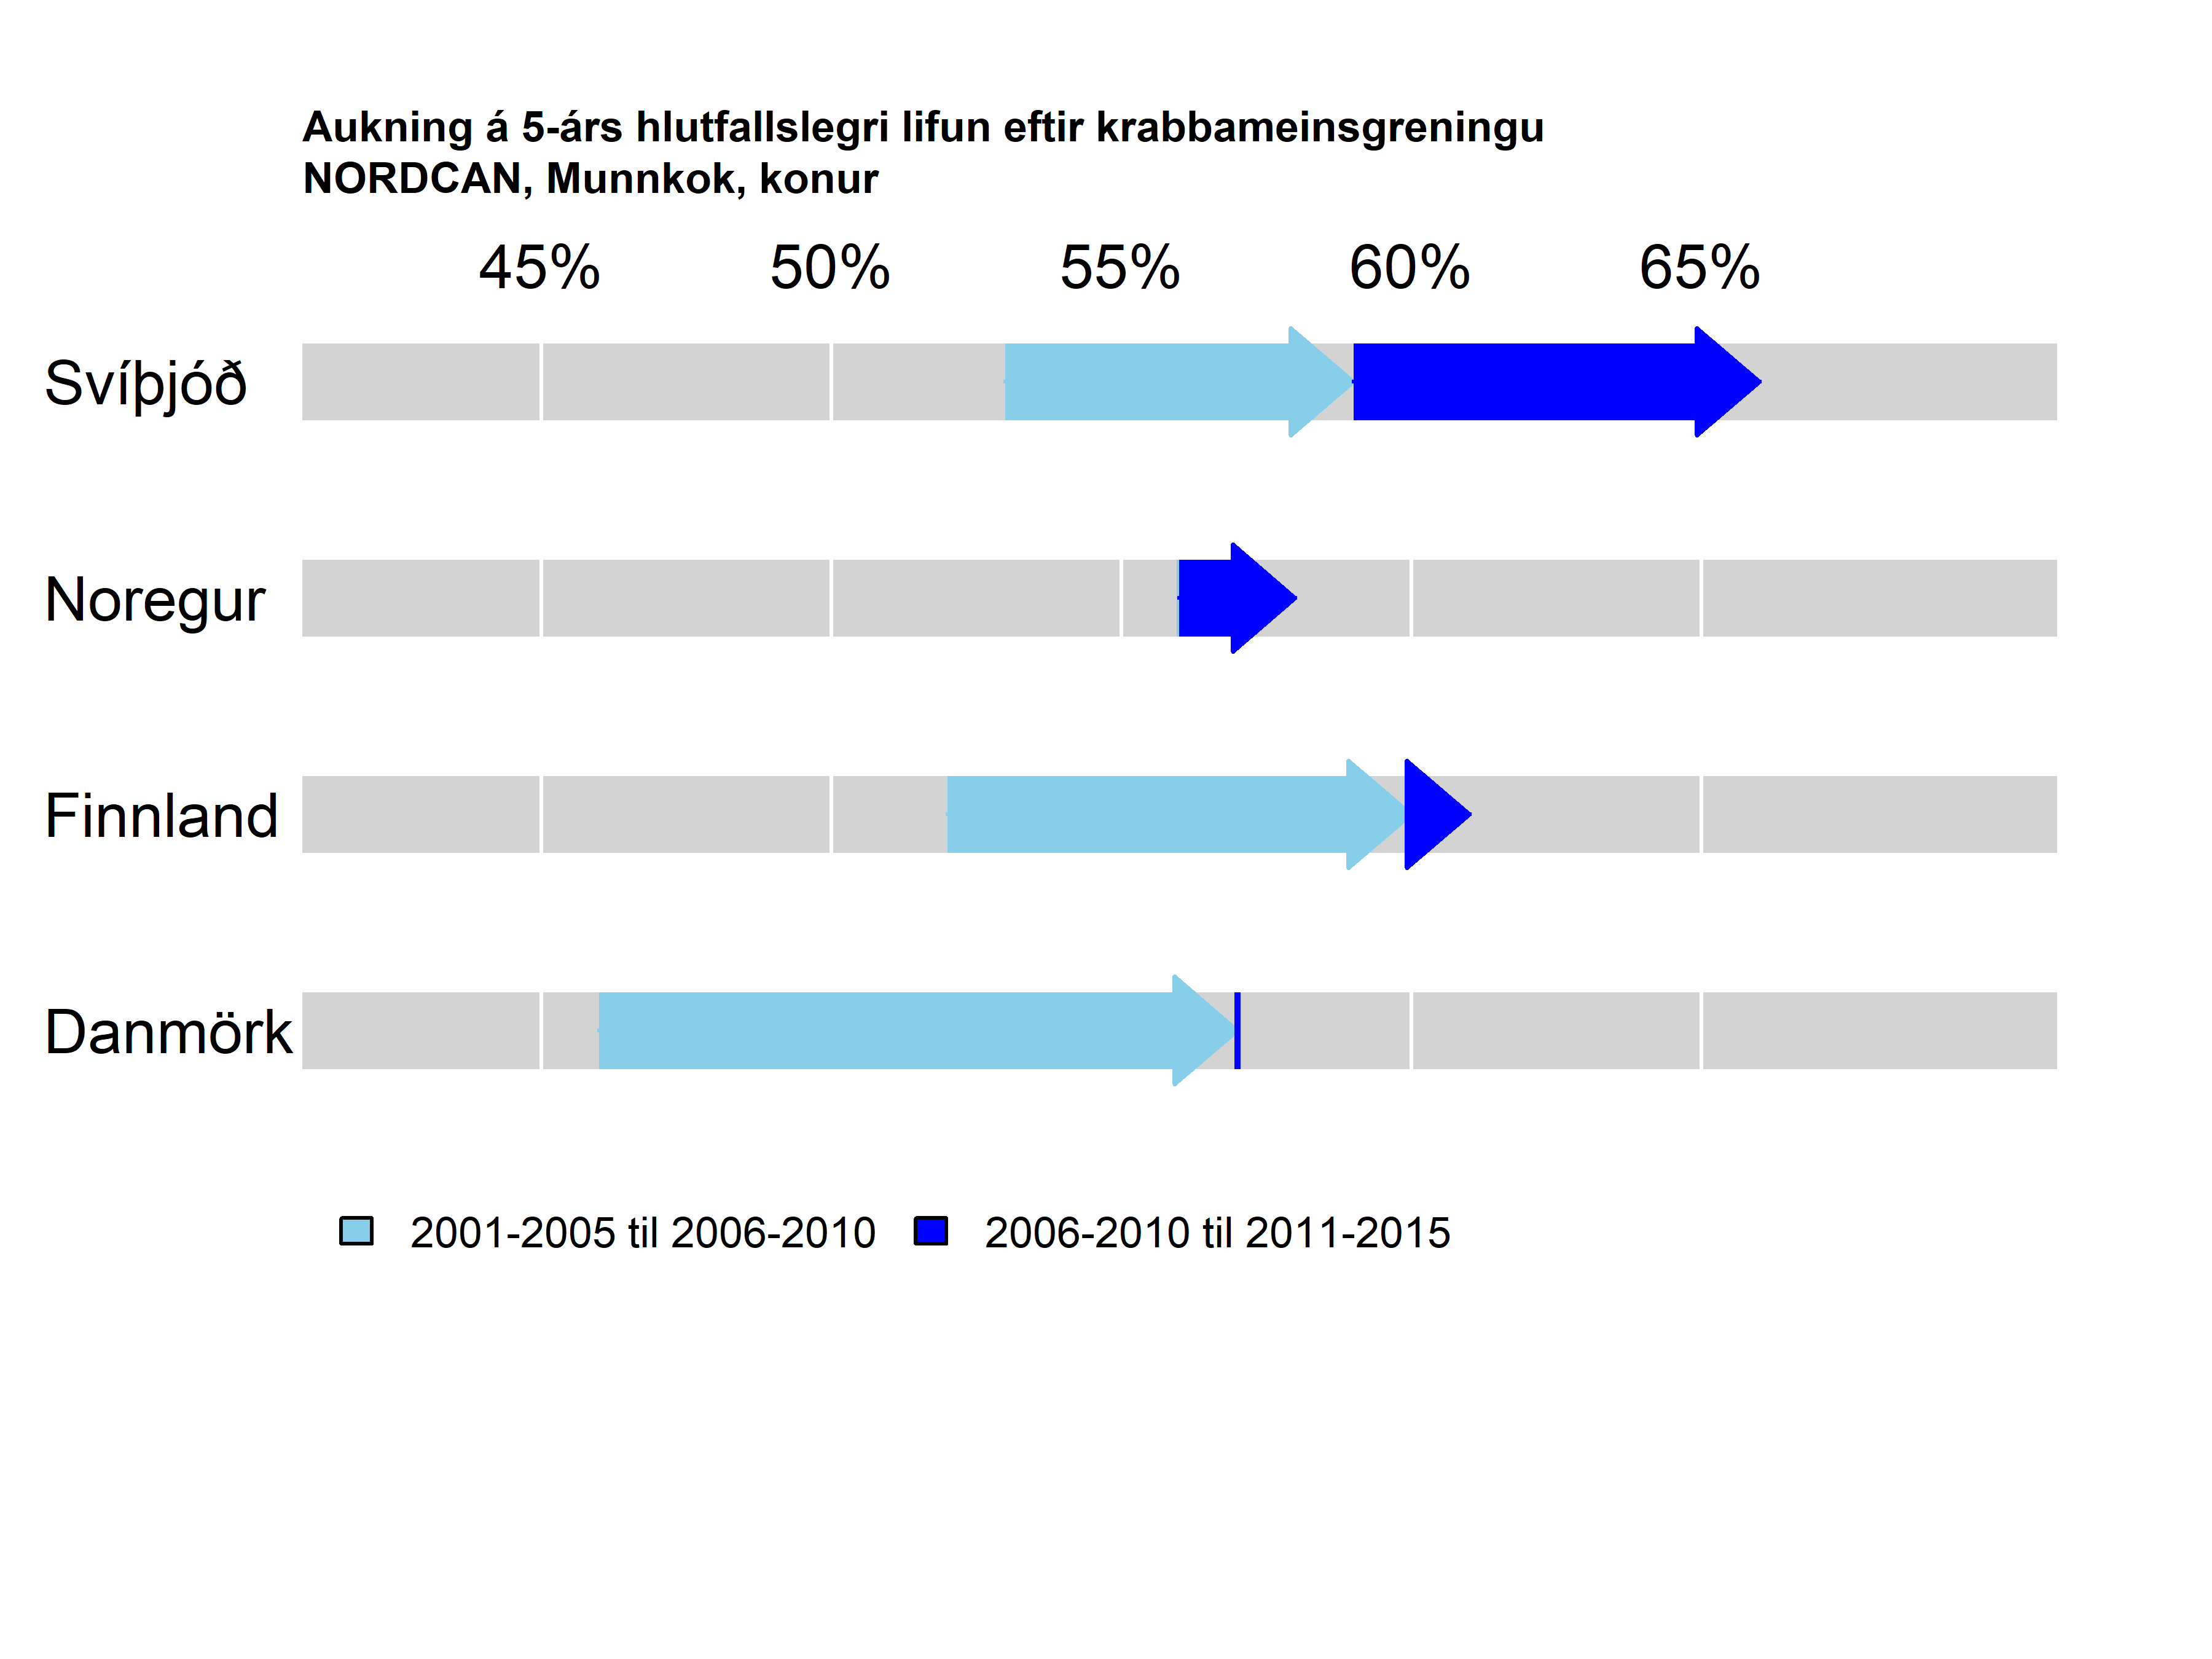 Aukning á 5-árs hlutfallslegri lifun eftir krabbameinsgreningu
NORDCAN, Munnkok, konur
45% 50% 55% 60% 65%
Svíþjóð
Noregur
Finnland
Danmörk
2001-2005 til 2006-2010 2006-2010 til 2011-2015